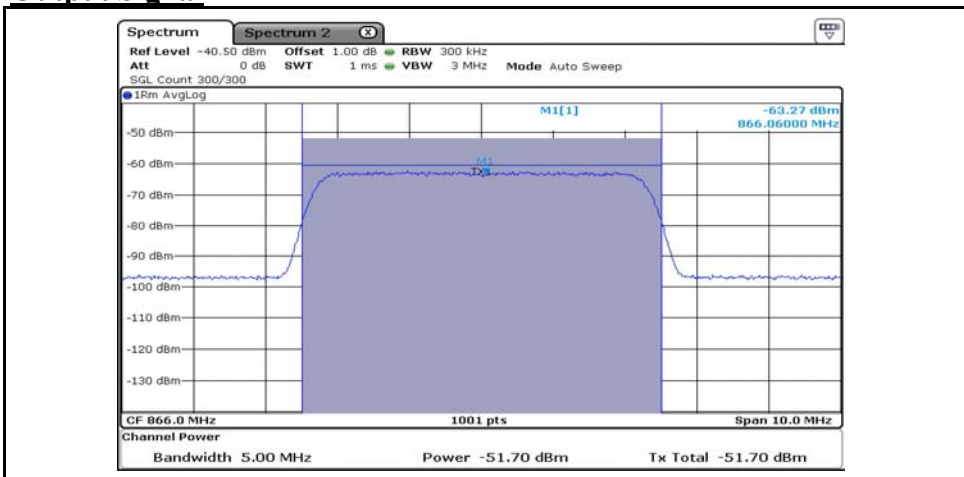 Spectrum Spectrum 2 X
Ref Level -40.50 dBm Offset 1.00 dB RBW 300 kHz
Att 0 dB SWT 1 ms VBW 3 MHz Mode Auto Sweep
SGL Count 300/300
1Rm AvgLog
M1[1] -63.27 dBm
866.06000 MHz
-50 dBm
-60 dBm
M1
Tx
-70 dBm
-80 dBm
-90 dBm
-100 dBm
-110 dBm
-120 dBm
-130 dBm
CF 866.0 MHz 1001 pts Span 10.0 MHz
Channel Power
Bandwidth 5.00 MHz Power -51.70 dBm Tx Total -51.70 dBm